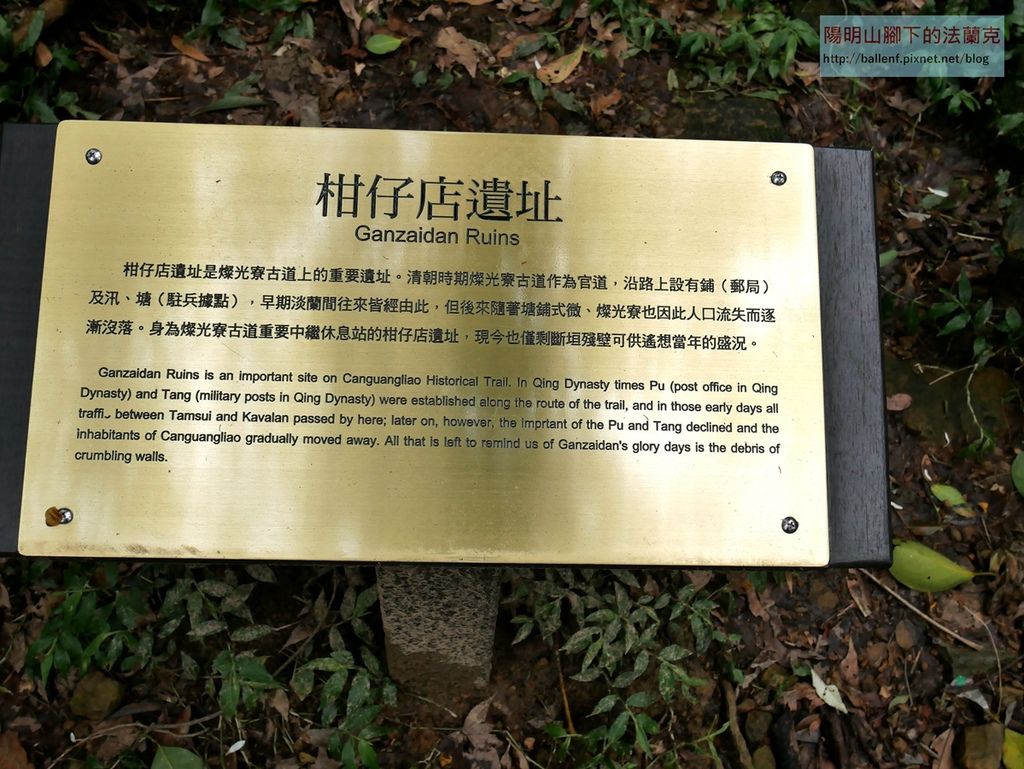 陽明山腳下的法蘭克
http://ballenf.pixnet.net/blog
柑仔店遺址
Ganzaidan Ruins
柑仔店遺址是燦光寮古道上的重要遺址。清朝時期燦光寮古道作為官道，沿路上設有鋪（郵局）
及汛、塘（駐兵據點），早期淡蘭間往來皆經由此，但後來隨著塘鋪式微、燦光寮也因此人口流失而逐
漸沒落。身為燦光寮古道重要中繼休息站的柑仔店遺址，現今也僅剩斷垣殘壁可供遙想當年的盛況。
Ganzaidan Ruins is an important site on Canguangliao Historical Trail. In Qing Dynasty times Pu (post office in Qing
Dynasty) and Tang (military posts in Qing Dynasty) were established along the route of the trail, and in those early days all
between Tamsui and Kavalan passed by here; later on, however, the imprtant of the Pu and Tang declined and the
inhabitants of Canguangliao gradually moved away. All that is left to remind us of Ganzaidan's glory days is the debris of
crumbling walls.